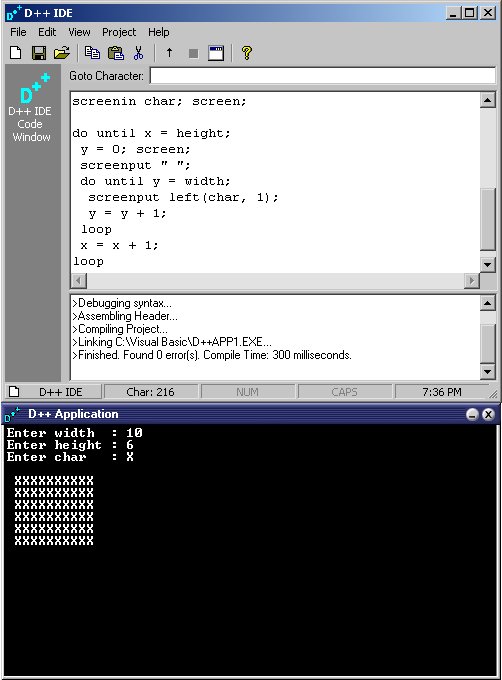 D++ IDE
File Edit View Project Help
Goto Character:
D++
D++ IDE
Code
Window
screenin char; screen;
do until x = height;
y = 0; screen;
screenput " ";
do until y = width;
screenput left(char, 1);
y = y + 1;
loop
x = x + 1;
loop
>Debugging syntax...
>Assembling Header...
>Compiling Project...
>Linking C:\Visual Basic\D++APP1.EXE...
>Finished. Found 0 error(s). Compile Time: 300 milliseconds.
D++ IDE Char: 216 NUM CAPS 7:36 PM
D++ Application
Enter width : 10
Enter height : 6
Enter char : X
XXXXXXXXXX
XXXXXXXXXX
XXXXXXXXXX
XXXXXXXXXX
XXXXXXXXXX
XXXXXXXXXX